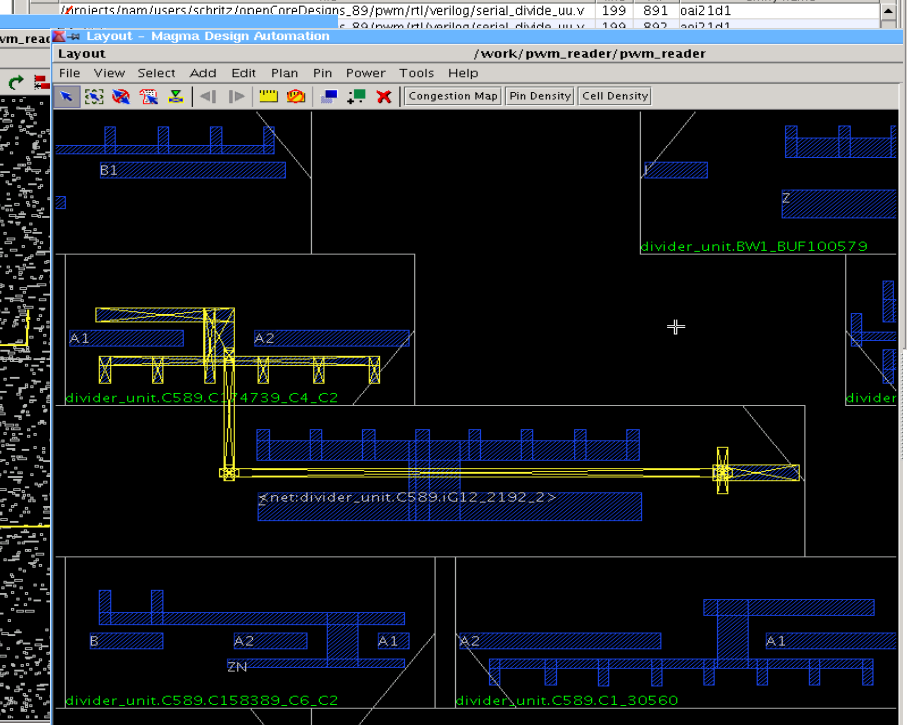 /projects/nam/users/schritz/openCoreDesigns_89/pwm/rtl/verilog/serial_divide_uu.v 199 891 oai21d1
s_89/pwm/rtl/verilog/serial_divide_uu.v 199 892
Layout - Magma Design Automation
Layout /work/pwm_reader/pwm_reader
File View Select Add Edit Plan Pin Power Tools Help
Congestion Map Pin Density Cell Density
B1
I
Z
divider_unit.BW1_BUF100579
A1 A2
divider_unit.C589.C174739_C4_C2
divider
<net:divider_unit.C589.iG12_2192_2>
Z
B A2 A1 A2 A1
ZN
divider_unit.C589.C158389_C6_C2 divider_unit.C589.C1_30560